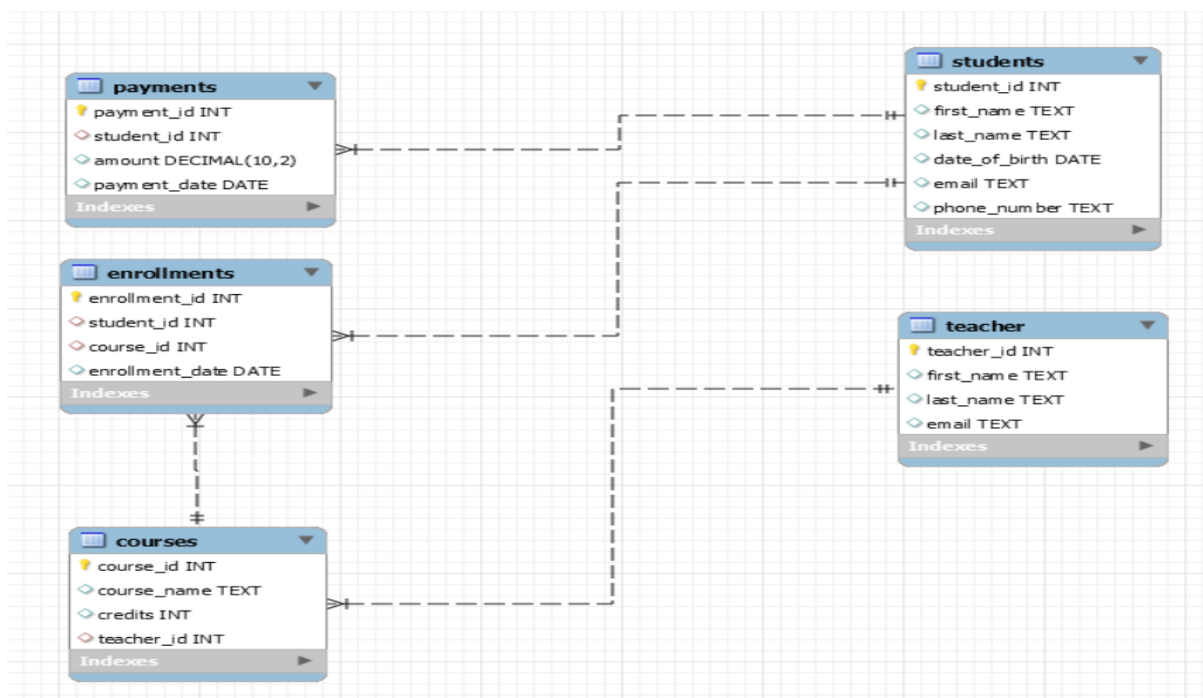 payments
payment_id INT
student_id INT
amount DECIMAL(10,2)
payment_date DATE
Indexes
students
student_id INT
first_name TEXT
last_name TEXT
date_of_birth DATE
email TEXT
phone_number TEXT
Indexes
enrollments
enrollment_id INT
student_id INT
course_id INT
enrollment_date DATE
Indexes
teacher
teacher_id INT
first_name TEXT
last_name TEXT
email TEXT
Indexes
courses
course_id INT
course_name TEXT
credits INT
teacher_id INT
Indexes